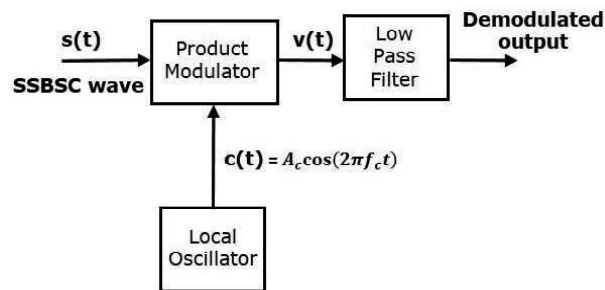 s(t)
SSBSC wave
Product
Modulator
v(t)
Low
Pass
Filter
Demodulated
output
c(t) = A_c cos(2πf_c t)
Local
Oscillator